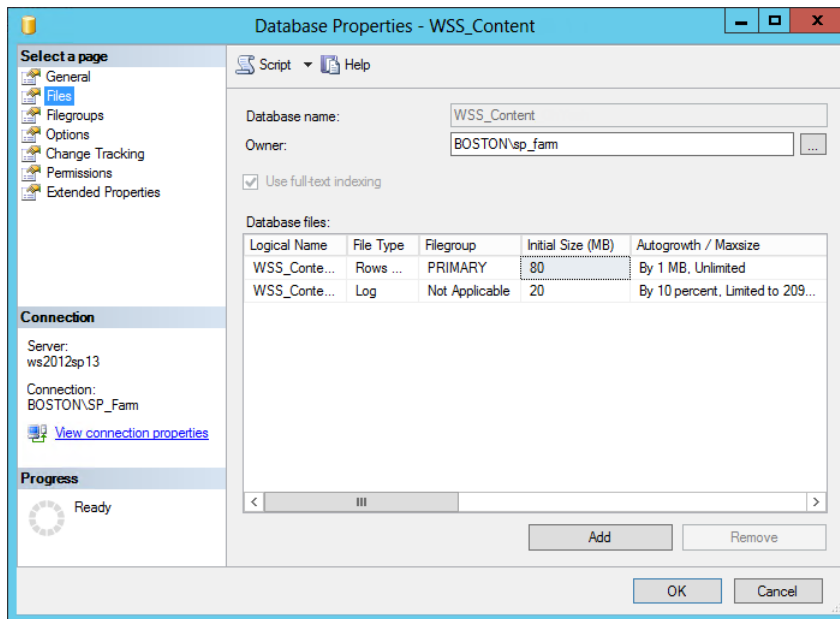 Database Properties - WSS_Content
Select a page
General
Files
Filegroups
Options
Change Tracking
Permissions
Extended Properties
Connection
Server:
ws2012sp13
Connection:
BOSTON\SP_Farm
View connection properties
Progress
Ready
Script Help
Database name: WSS_Content
Owner: BOSTON\sp_farm ...
Use full-text indexing
Database files:
Logical Name File Type Filegroup Initial Size (MB) Autogrowth / Maxsize
WSS_Conte... Rows ... PRIMARY 80 By 1 MB, Unlimited
WSS_Conte... Log Not Applicable 20 By 10 percent, Limited to 209...
Add Remove
OK Cancel